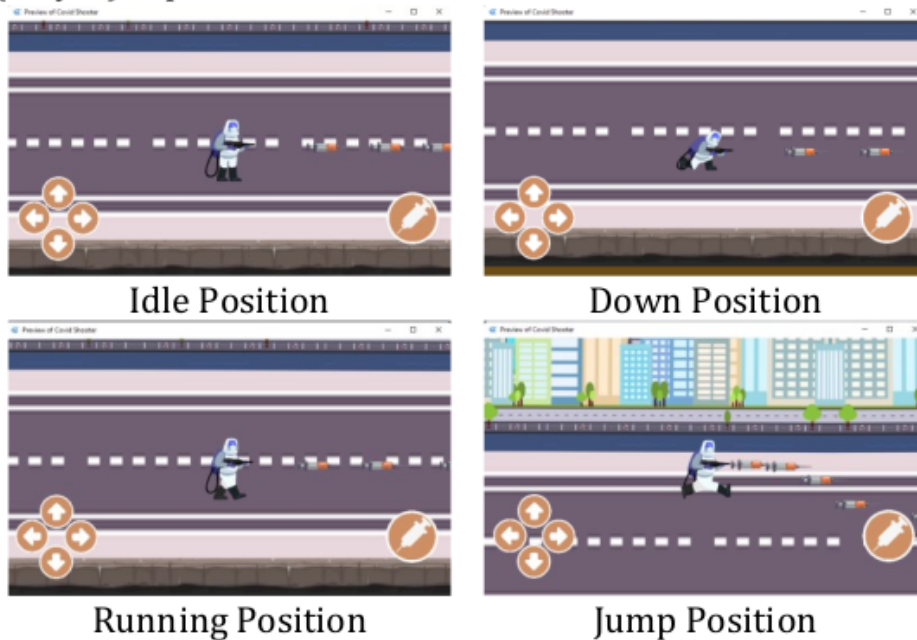 Preview of Covid Shooter
Preview of Covid Shooter
Idle Position
Down Position
Preview of Covid Shooter
Preview of Covid Shooter
Running Position
Jump Position